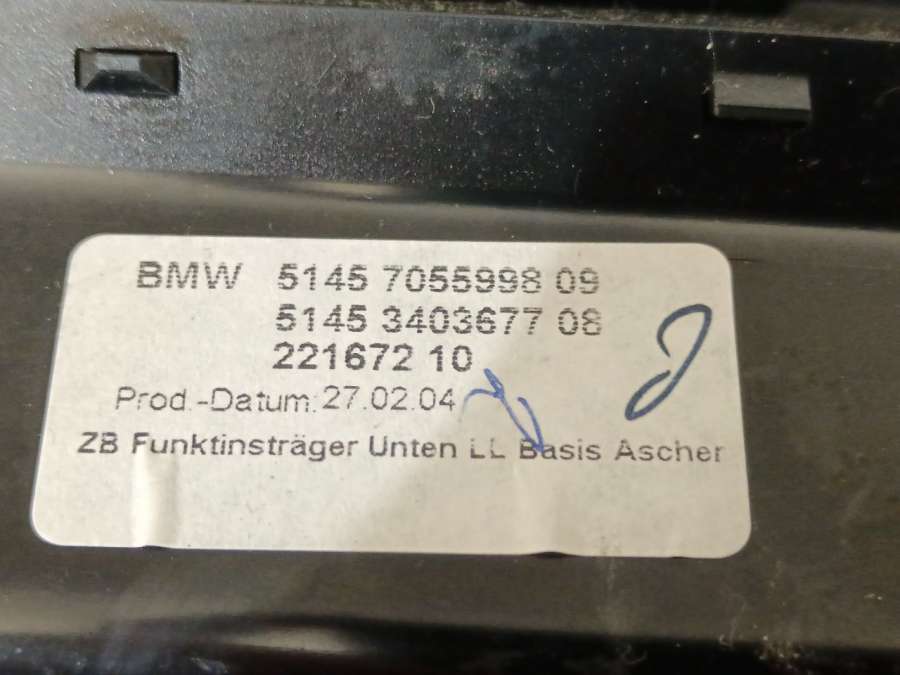 BMW 5145 7055998 09
5145 3403677 08
221672 10
Prod.-Datum: 27.02.04
ZB Funktinsträger Unten LL Basis Ascher